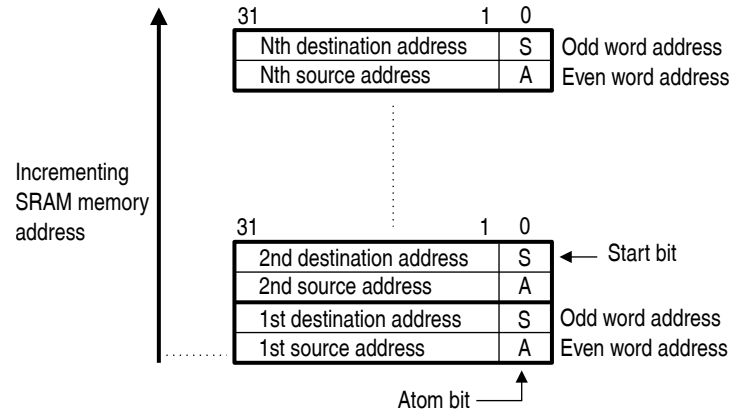 31 1 0
Nth destination address S Odd word address
Nth source address A Even word address
Incrementing
SRAM memory
address
31 1 0
2nd destination address S Start bit
2nd source address A
1st destination address S Odd word address
1st source address A Even word address
Atom bit